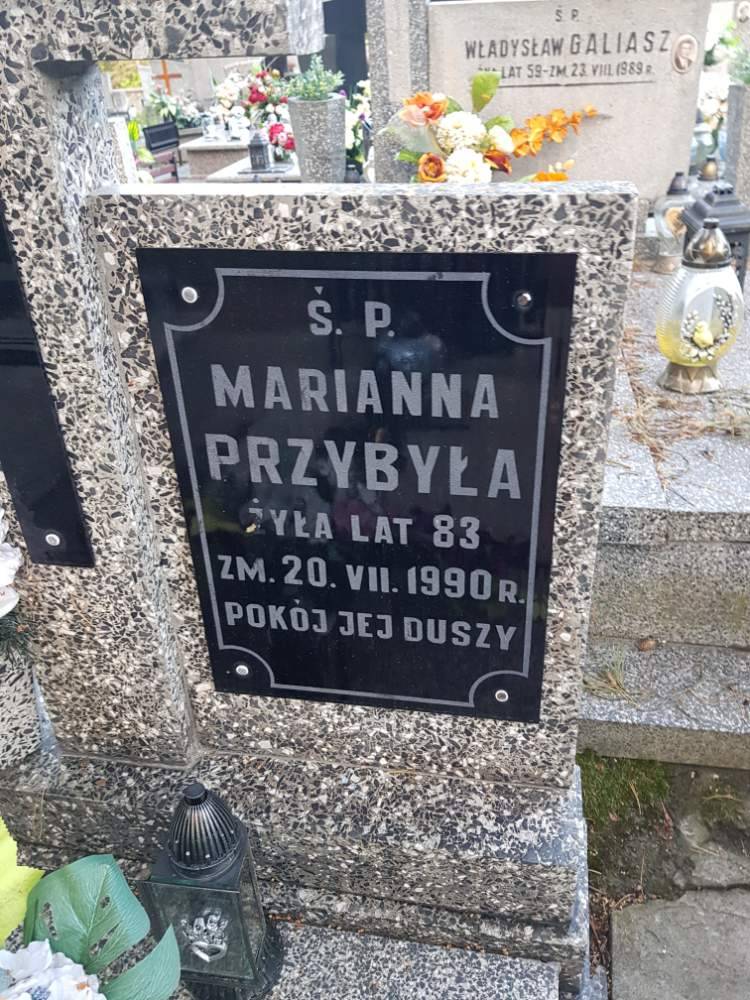 Ś. P.
WŁADYSŁAW GALIASZ
ŻYŁ LAT 59-ZM. 23. VIII. 1989 R.
Ś. P.
MARIANNA
PRZYBYŁA
ŻYŁA LAT 83
ZM. 20. VII. 1990 R.
POKÓJ JEJ DUSZY